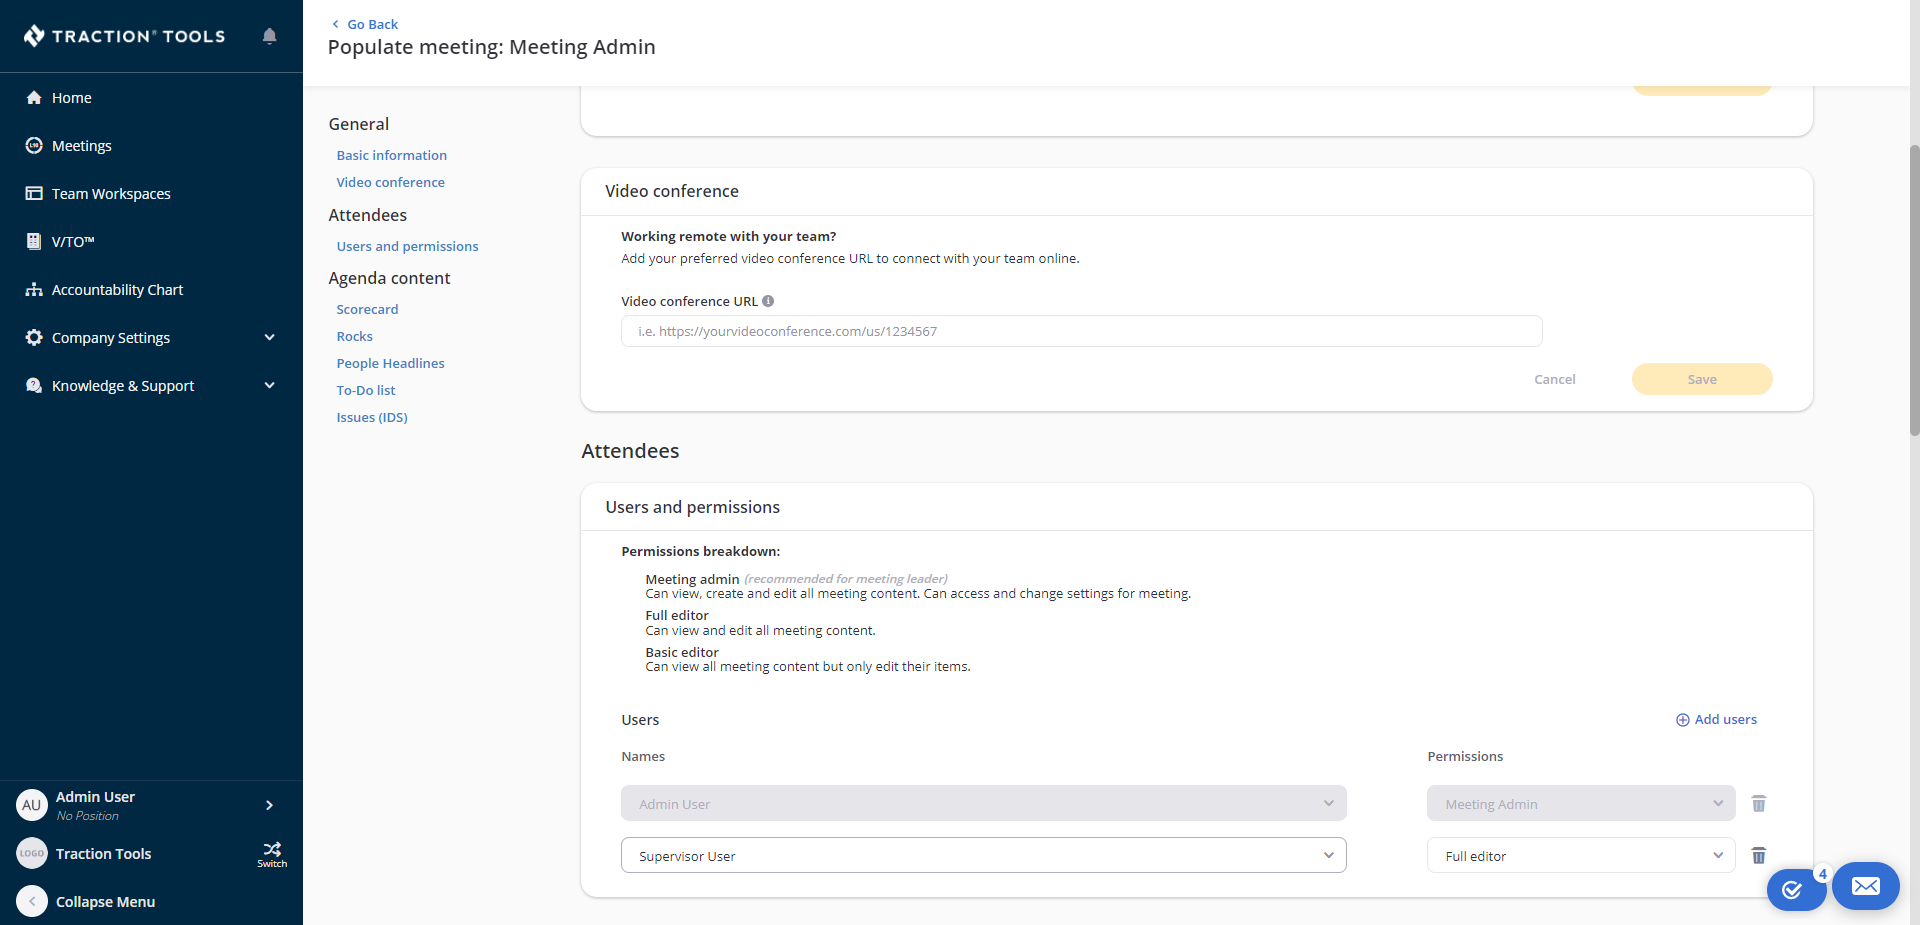 TRACTION® TOOLS
Home
L10
Meetings
Team Workspaces
V/TO™
Accountability Chart
Company Settings
Knowledge & Support
AU
Admin User
No Position
LOGO
Traction Tools
Switch
Collapse Menu
Go Back
Populate meeting: Meeting Admin
General
Basic information
Video conference
Attendees
Users and permissions
Agenda content
Scorecard
Rocks
People Headlines
To-Do list
Issues (IDS)
Video conference
Working remote with your team?
Add your preferred video conference URL to connect with your team online.
Video conference URL
i.e. https://yourvideoconference.com/us/1234567
Cancel
Save
Attendees
Users and permissions
Permissions breakdown:
Meeting admin (recommended for meeting leader)
Can view, create and edit all meeting content. Can access and change settings for meeting.
Full editor
Can view and edit all meeting content.
Basic editor
Can view all meeting content but only edit their items.
Users
Add users
Names
Permissions
Admin User
Meeting Admin
Supervisor User
Full editor
4